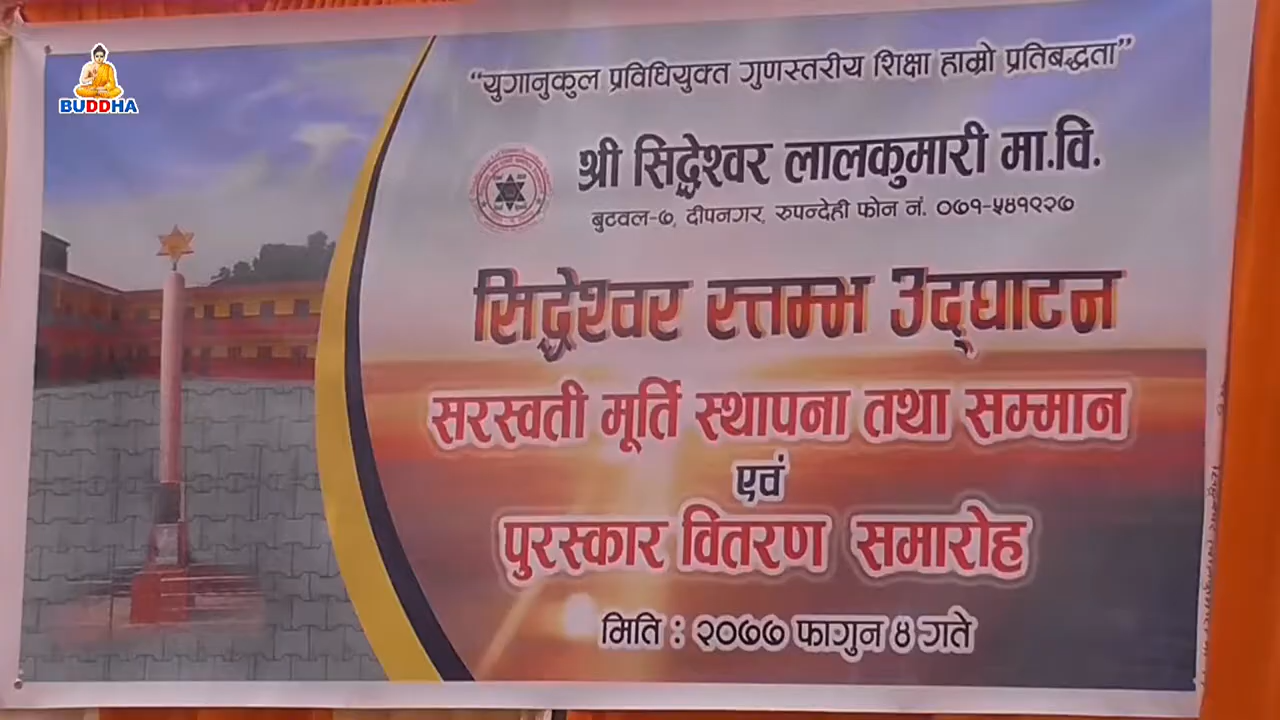 BUDDHA
“युगानुकुल प्रविधियुक्त गुणस्तरीय शिक्षा हाम्रो प्रतिबद्धता”
श्री सिद्धेश्वर लालकुमारी मा.वि.
बुटवल-७, दीपनगर, रुपन्देही फोन नं. ०७१-५४१९२७
सिद्धेश्वर स्तम्भ उद्घाटन
सरस्वती मूर्ति स्थापना तथा सम्मान
एवं
पुरस्कार वितरण समारोह
मिति : २०७७ फागुन ४ गते